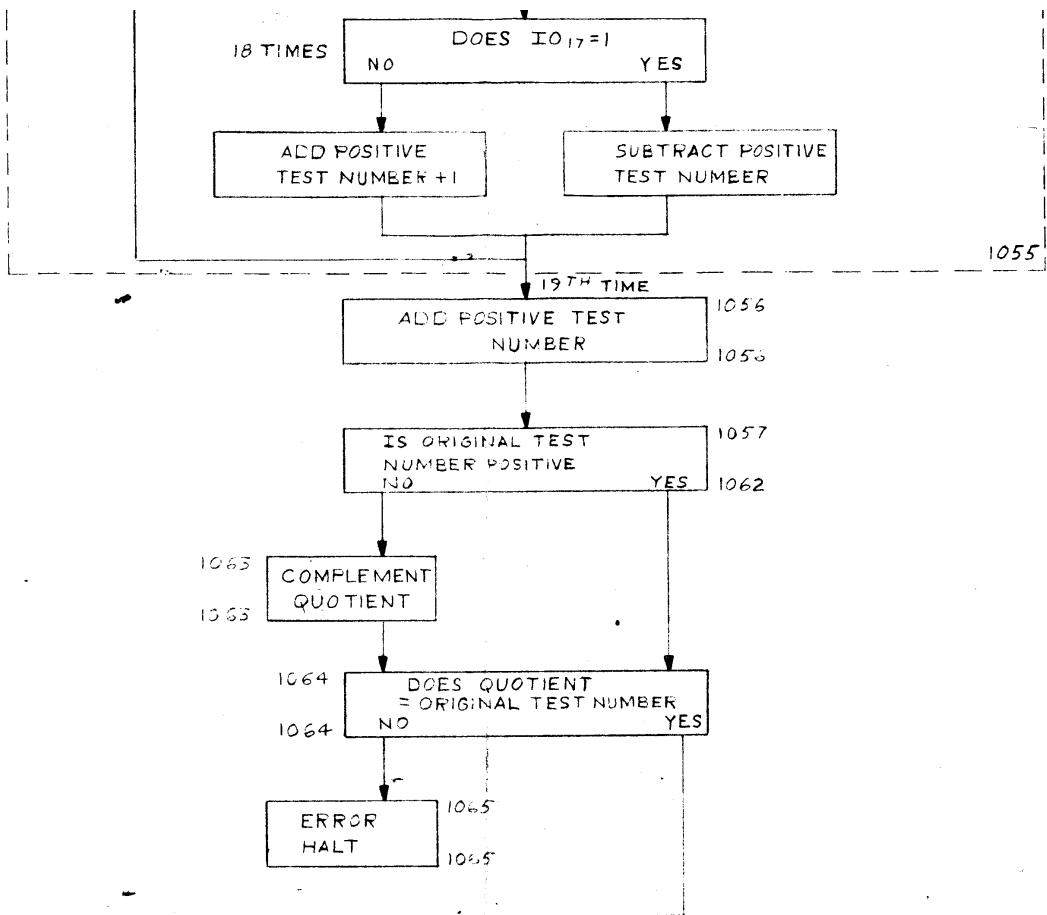 DOES IO17=1
18 TIMES
NO YES
ADD POSITIVE
TEST NUMBER +1
SUBTRACT POSITIVE
TEST NUMBER
1055
19TH TIME
ADD POSITIVE TEST
NUMBER
1056
1056
IS ORIGINAL TEST
NUMBER POSITIVE
NO YES
1057
1062
1063
COMPLEMENT
QUOTIENT
1063
1064
DOES QUOTIENT
= ORIGINAL TEST NUMBER
NO YES
1064
ERROR
HALT
1065
1065